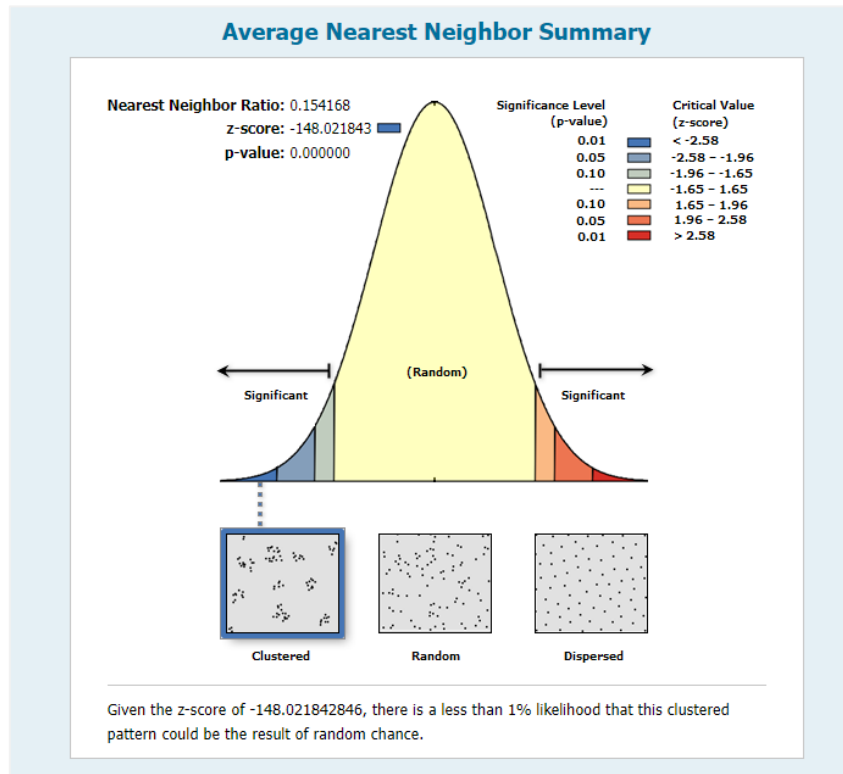 Average Nearest Neighbor Summary
Nearest Neighbor Ratio: 0.154168
z-score: -148.021843
p-value: 0.000000
Significance Level (p-value)
Critical Value (z-score)
0.01 < -2.58
0.05 -2.58 – -1.96
0.10 -1.96 – -1.65
--- -1.65 – 1.65
0.10 1.65 – 1.96
0.05 1.96 – 2.58
0.01 > 2.58
(Random)
Significant
Significant
Clustered
Random
Dispersed
Given the z-score of -148.021842846, there is a less than 1% likelihood that this clustered
pattern could be the result of random chance.